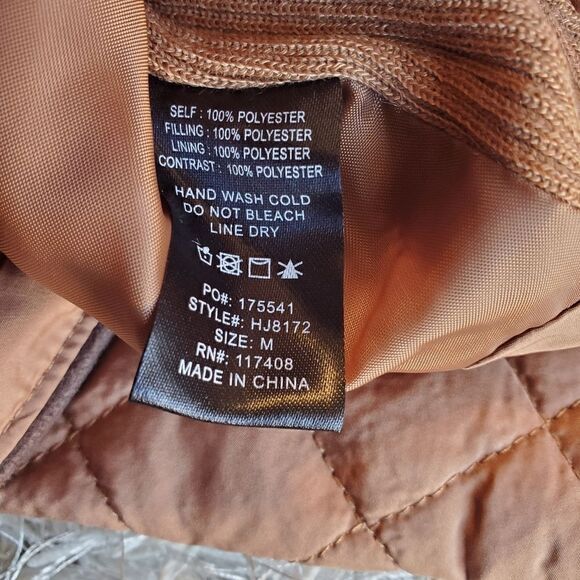 SELF : 100% POLYESTER
FILLING : 100% POLYESTER
LINING : 100% POLYESTER
CONTRAST : 100% POLYESTER
HAND WASH COLD
DO NOT BLEACH
LINE DRY
PO#: 175541
STYLE#: HJ8172
SIZE: M
RN#: 117408
MADE IN CHINA